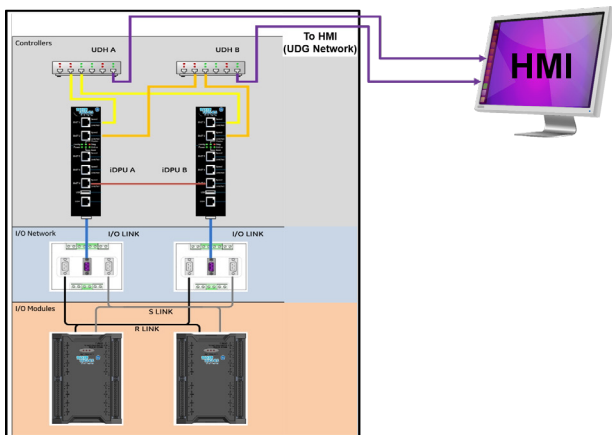 Controllers
UDH A
UDH B
To HMI
(UDG Network)
HMI
iDPU A
iDPU B
I/O Network
I/O LINK
I/O LINK
I/O Modules
S LINK
R LINK